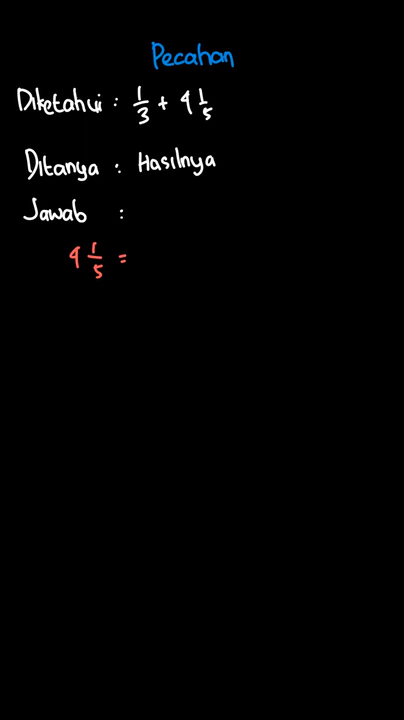 Pecahan
Diketahui : 1/3 + 4 1/5
Ditanya : Hasilnya
Jawab :
4 1/5 =